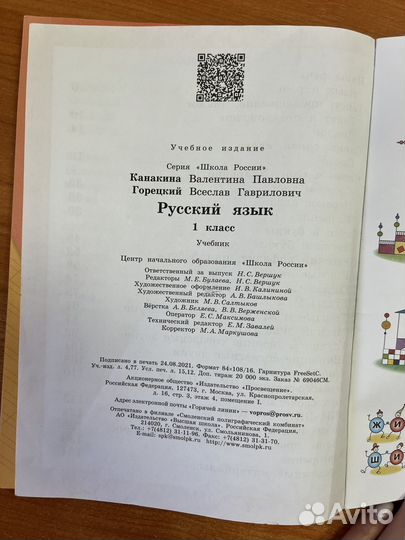 Учебное издание
Серия «Школа России»
Канакина Валентина Павловна
Горецкий Всеслав Гаврилович
Русский язык
1 класс
Учебник
Центр начального образования «Школа России»
Ответственный за выпуск Н. С. Вершук
Редакторы М. Е. Булаева, Н. С. Вершук
Художественное оформление И. В. Калининой
Художественный редактор А. В. Башлыкова
Художник М. В. Салтыков
Вёрстка А. В. Беляева, В. В. Верженской
Оператор Е. С. Максимова
Технический редактор Е. М. Завалей
Корректор М. А. Маркушова
Подписано в печать 24.08.2021. Формат 84×108/16. Гарнитура FreeSetC.
Уч.-изд. л. 4,77. Усл. печ. л. 15,12. Доп. тираж 20 000 экз. Заказ № 69046СМ.
Акционерное общество «Издательство «Просвещение».
Российская Федерация, 127473, г. Москва, ул. Краснопролетарская,
д. 16, стр. 3, этаж 4, помещение I.
Адрес электронной почты «Горячей линии» — vopros@prosv.ru.
Отпечатано в филиале «Смоленский полиграфический комбинат»
АО «Издательство «Высшая школа». Российская Федерация,
214020, г. Смоленск, ул. Смольянинова, 1.
Тел.: +7(4812) 31-11-96. Факс: +7(4812) 31-31-70.
E-mail: spk@smolpk.ru http://www.smolpk.ru
Ж И
Ш И
Avito